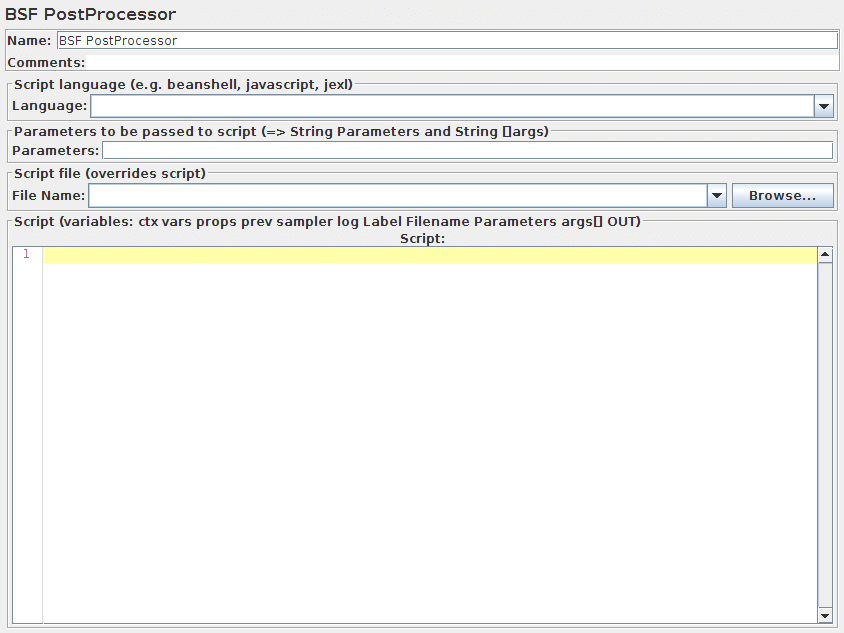 BSF PostProcessor
Name: BSF PostProcessor
Comments:
Script language (e.g. beanshell, javascript, jexl)
Language:
Parameters to be passed to script (=> String Parameters and String []args)
Parameters:
Script file (overrides script)
File Name: Browse...
Script (variables: ctx vars props prev sampler log Label Filename Parameters args[] OUT)
Script:
1